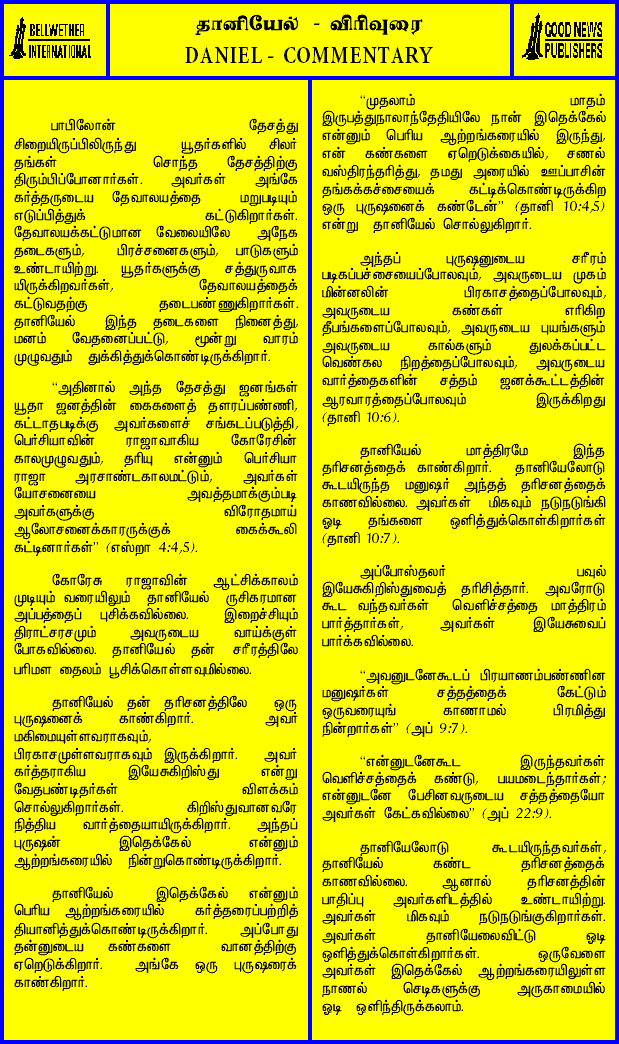 BELLWETHER
INTERNATIONAL
தானியேல் - விரிவுரை
DANIEL - COMMENTARY
GOOD NEWS
PUBLISHERS
பாபிலோன் தேசத்து
சிறையிருப்பிலிருந்து யூதர்களில் சிலர்
தங்கள் சொந்த தேசத்திற்கு
திரும்பிப்போனார்கள். அவர்கள் அங்கே
கர்த்தருடைய தேவாலயத்தை மறுபடியும்
எடுப்பித்துக் கட்டுகிறார்கள்.
தேவாலயக்கட்டுமான வேலையிலே அநேக
தடைகளும், பிரச்சனைகளும், பாடுகளும்
உண்டாயிற்று. யூதர்களுக்கு சத்துருவாக
யிருக்கிறவர்கள், தேவாலயத்தைக்
கட்டுவதற்கு தடைபண்ணுகிறார்கள்.
தானியேல் இந்த தடைகளை நினைத்து,
மனம் வேதனைப்பட்டு, மூன்று வாரம்
முழுவதும் துக்கித்துக்கொண்டிருக்கிறார்.
“அதினால் அந்த தேசத்து ஜனங்கள்
யூதா ஜனத்தின் கைகளைத் தளரப்பண்ணி,
கட்டாதபடிக்கு அவர்களைச் சங்கடப்படுத்தி,
பெர்சியாவின் ராஜாவாகிய கோரேசின்
காலமுழுவதும், தரியு என்னும் பெர்சியா
ராஜா அரசாண்டகாலமட்டும், அவர்கள்
யோசனையை அவத்தமாக்கும்படி
அவர்களுக்கு விரோதமாய்
ஆலோசனைக்காரருக்குக் கைக்கூலி
கட்டினார்கள்” (எஸ்றா 4:4,5).
கோரேசு ராஜாவின் ஆட்சிக்காலம்
முடியும் வரையிலும் தானியேல் ருசிகரமான
அப்பத்தைப் புசிக்கவில்லை. இறைச்சியும்
திராட்சரசமும் அவருடைய வாய்க்குள்
போகவில்லை. தானியேல் தன் சரீரத்திலே
பரிமள தைலம் பூசிக்கொள்ளவுமில்லை.
தானியேல் தன் தரிசனத்திலே ஒரு
புருஷனைக் காண்கிறார். அவர்
மகிமையுள்ளவராகவும்,
பிரகாசமுள்ளவராகவும் இருக்கிறார். அவர்
கர்த்தராகிய இயேசுகிறிஸ்து என்று
வேதபண்டிதர்கள் விளக்கம்
சொல்லுகிறார்கள். கிறிஸ்துவானவரே
நித்திய வார்த்தையாயிருக்கிறார். அந்தப்
புருஷன் இதெக்கேல் என்னும்
ஆற்றங்கரையில் நின்றுகொண்டிருக்கிறார்.
தானியேல் இதெக்கேல் என்னும்
பெரிய ஆற்றங்கரையில் கர்த்தரைப்பற்றித்
தியானித்துக்கொண்டிருக்கிறார். அப்போது
தன்னுடைய கண்களை வானத்திற்கு
ஏறெடுக்கிறார். அங்கே ஒரு புருஷரைக்
காண்கிறார்.
“முதலாம் மாதம்
இருபத்துநாலாந்தேதியிலே நான் இதெக்கேல்
என்னும் பெரிய ஆற்றங்கரையில் இருந்து,
என் கண்களை ஏறெடுக்கையில், சணல்
வஸ்திரந்தரித்து, தமது அரையில் ஊப்பாசின்
தங்கக்கச்சையைக் கட்டிக்கொண்டிருக்கிற
ஒரு புருஷனைக் கண்டேன்” (தானி 10:4,5)
என்று தானியேல் சொல்லுகிறார்.
அந்தப் புருஷனுடைய சரீரம்
படிகப்பச்சையைப்போலவும், அவருடைய முகம்
மின்னலின் பிரகாசத்தைப்போலவும்,
அவருடைய கண்கள் எரிகிற
தீபங்களைப்போலவும், அவருடைய புயங்களும்
அவருடைய கால்களும் துலக்கப்பட்ட
வெண்கல நிறத்தைப்போலவும், அவருடைய
வார்த்தைகளின் சத்தம் ஜனக்கூட்டத்தின்
ஆரவாரத்தைப்போலவும் இருக்கிறது
(தானி 10:6).
தானியேல் மாத்திரமே இந்த
தரிசனத்தைக் காண்கிறார். தானியேலோடு
கூடயிருந்த மனுஷர் அந்தத் தரிசனத்தைக்
காணவில்லை. அவர்கள் மிகவும் நடுநடுங்கி
ஓடி தங்களை ஒளித்துக்கொள்கிறார்கள்
(தானி 10:7).
அப்போஸ்தலர் பவுல்
இயேசுகிறிஸ்துவைத் தரிசித்தார். அவரோடு
கூட வந்தவர்கள் வெளிச்சத்தை மாத்திரம்
பார்த்தார்கள், அவர்கள் இயேசுவைப்
பார்க்கவில்லை.
“அவனுடனேகூடப் பிரயாணம்பண்ணின
மனுஷர்கள் சத்தத்தைக் கேட்டும்
ஒருவரையுங் காணாமல் பிரமித்து
நின்றார்கள்” (அப் 9:7).
“என்னுடனேகூட இருந்தவர்கள்
வெளிச்சத்தைக் கண்டு, பயமடைந்தார்கள்;
என்னுடனே பேசினவருடைய சத்தத்தையோ
அவர்கள் கேட்கவில்லை” (அப் 22:9).
தானியேலோடு கூடயிருந்தவர்கள்,
தானியேல் கண்ட தரிசனத்தைக்
காணவில்லை. ஆனால் தரிசனத்தின்
பாதிப்பு அவர்களிடத்தில் உண்டாயிற்று.
அவர்கள் மிகவும் நடுநடுங்குகிறார்கள்.
அவர்கள் தானியேலைவிட்டு ஓடி
ஒளித்துக்கொள்கிறார்கள். ஒருவேளை
அவர்கள் இதெக்கேல் ஆற்றங்கரையிலுள்ள
நாணல் செடிகளுக்கு அருகாமையில்
ஓடி ஒளிந்திருக்கலாம்.